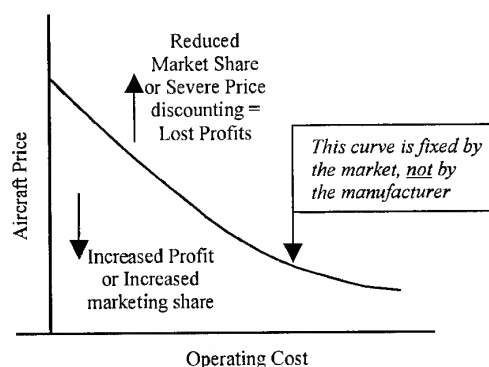 Reduced
Market Share
or Severe Price
discounting =
Lost Profits
This curve is fixed by
the market, not by
the manufacturer
Aircraft Price
Increased Profit
or Increased
marketing share
Operating Cost